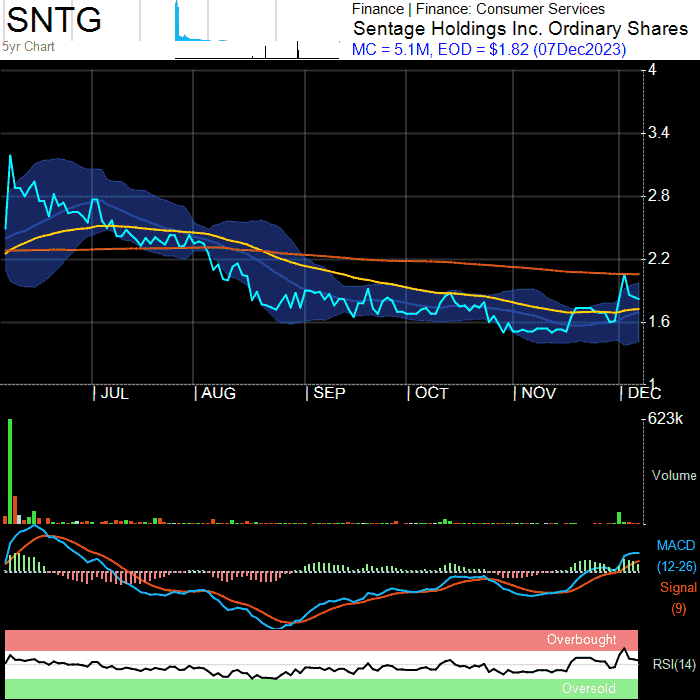 SNTG
Finance | Finance: Consumer Services
Sentage Holdings Inc. Ordinary Shares
5yr Chart
MC = 5.1M, EOD = $1.82 (07Dec2023)
4
3.4
2.8
2.2
1.6
1
JUL AUG SEP OCT NOV DEC
623k
Volume
MACD
(12-26)
Signal
(9)
Overbought
RSI(14)
Oversold